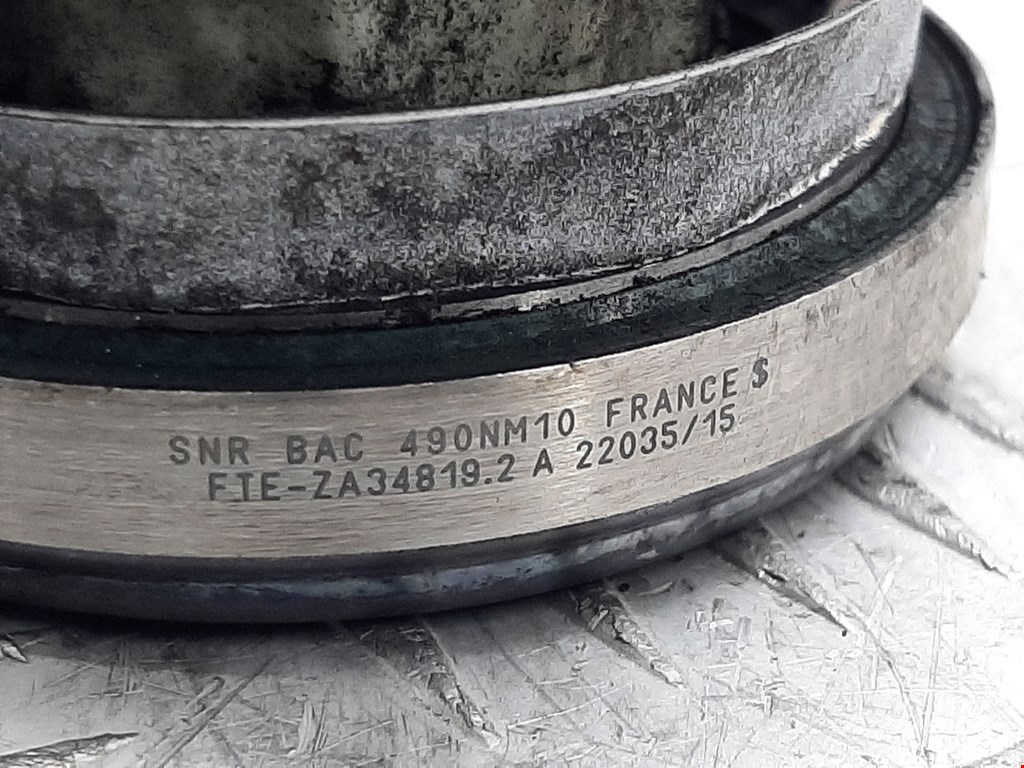 SNR BAC 490NM10 FRANCE $
FTE-ZA34819.2 A 22035/15